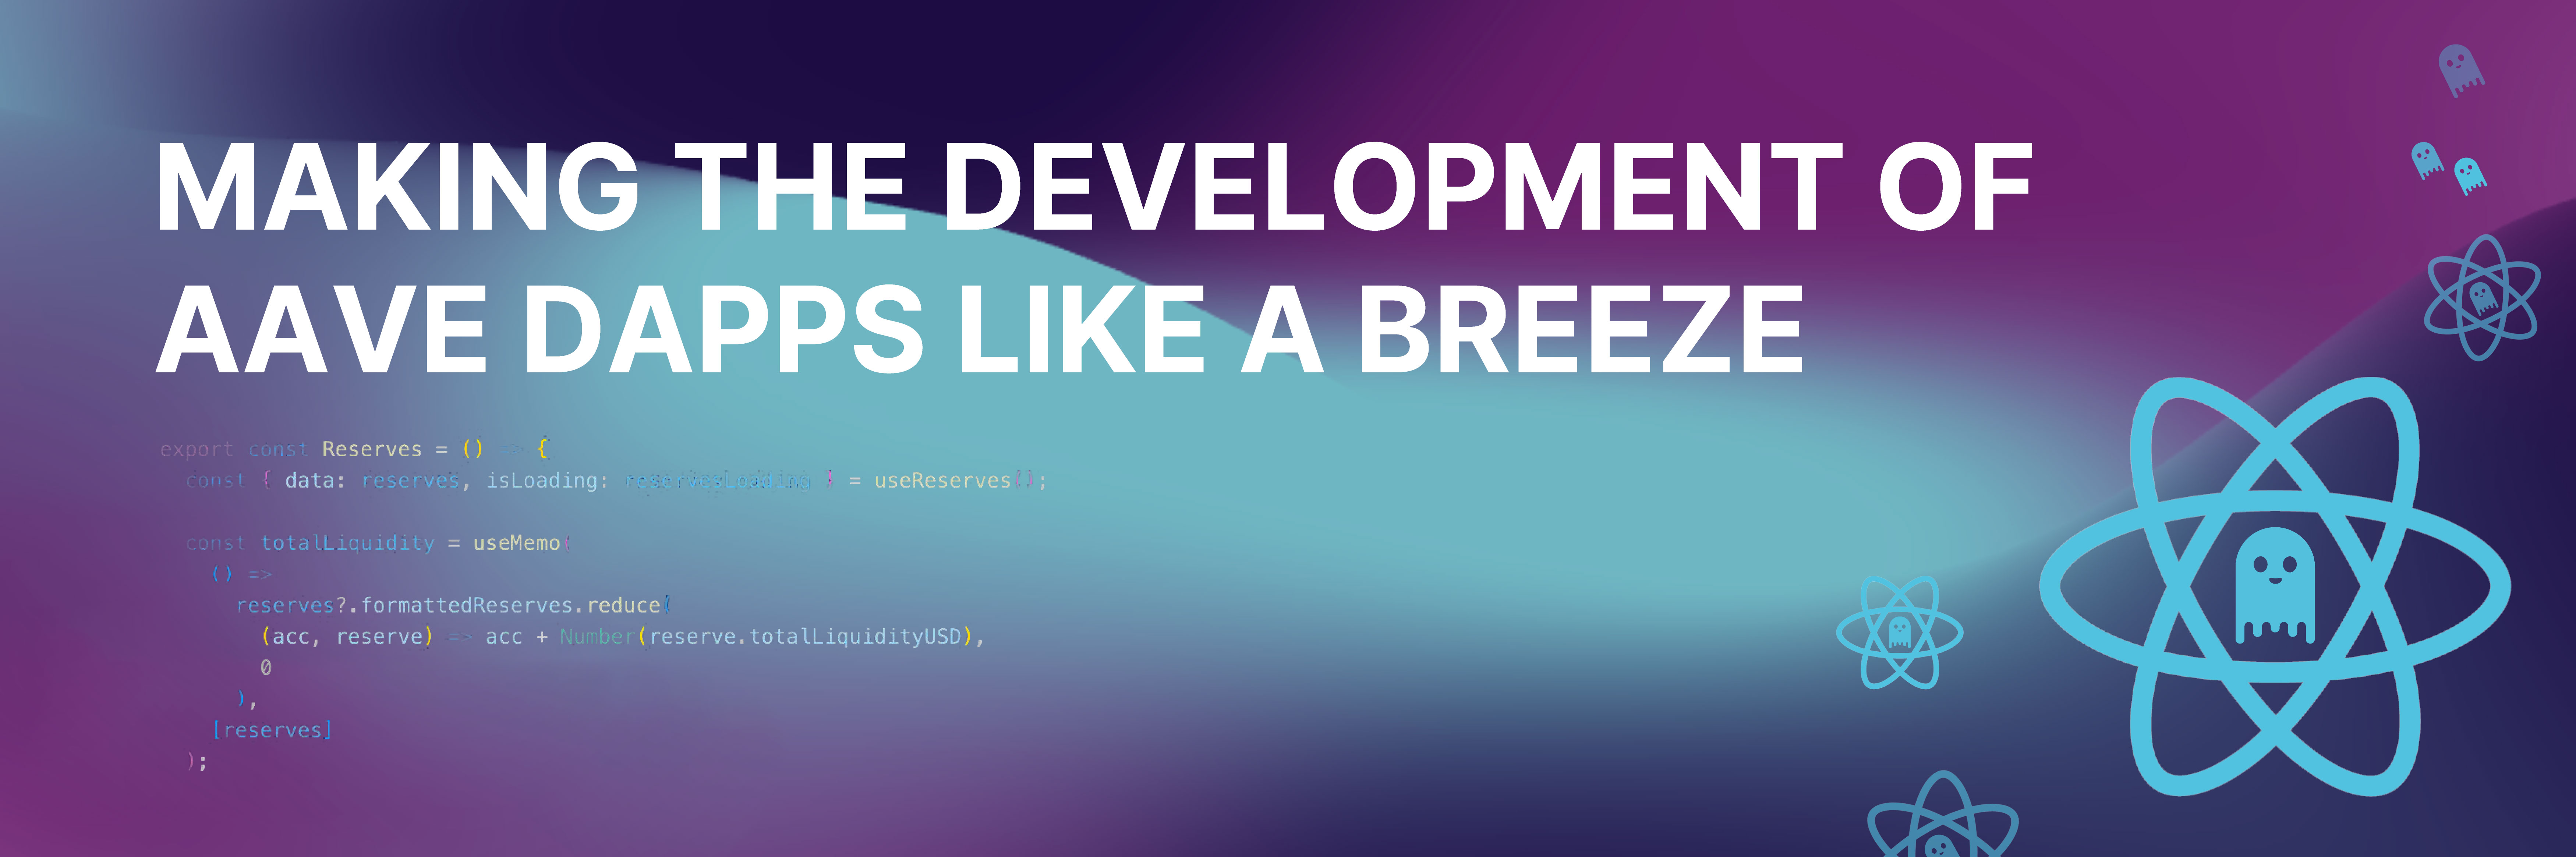 MAKING THE DEVELOPMENT OF
AAVE DAPPS LIKE A BREEZE
export const Reserves = () => {
const { data: reserves, isLoading: reservesLoading } = useReserves();
const totalLiquidity = useMemo(
() =>
reserves?.formattedReserves.reduce(
(acc, reserve) => acc + Number(reserve.totalLiquidityUSD),
0
),
[reserves]
);